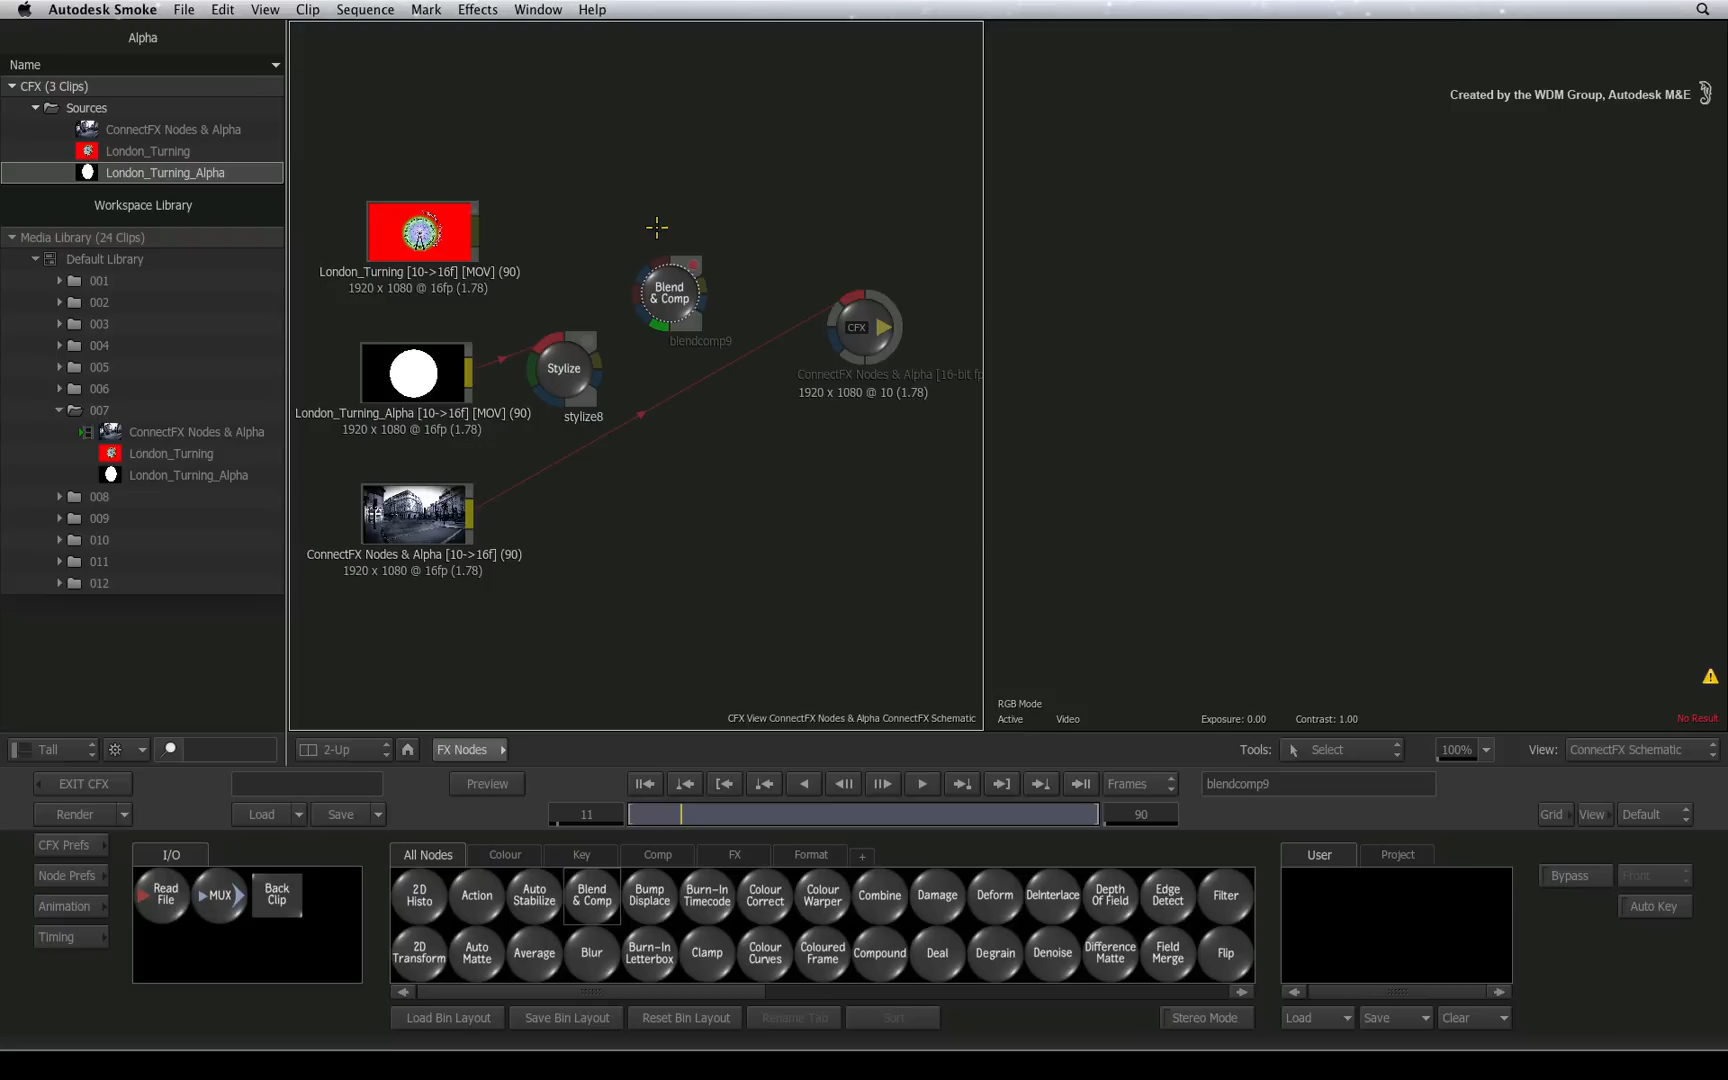 Autodesk Smoke File Edit View Clip Sequence Mark Effects Window Help
Alpha
Name
CFX (3 Clips)
Sources
ConnectFX Nodes & Alpha
London_Turning
London_Turning_Alpha
Workspace Library
Media Library (24 Clips)
Default Library
001
002
003
004
005
006
007
ConnectFX Nodes & Alpha
London_Turning
London_Turning_Alpha
008
009
010
011
012
London_Turning [10->16f] [MOV] (90)
1920 x 1080 @ 16fp (1.78)
Blend
& Comp
blendcomp9
CFX
ConnectFX Nodes & Alpha [16-bit fp
1920 x 1080 @ 10 (1.78)
Stylize
stylize8
London_Turning_Alpha [10->16f] [MOV] (90)
1920 x 1080 @ 16fp (1.78)
ConnectFX Nodes & Alpha [10->16f] (90)
1920 x 1080 @ 16fp (1.78)
CFX View ConnectFX Nodes & Alpha ConnectFX Schematic
Created by the WDM Group, Autodesk M&E
RGB Mode
Active Video Exposure: 0.00 Contrast: 1.00 No Result
Tall 2-Up FX Nodes Tools: Select 100% View: ConnectFX Schematic
EXIT CFX Preview Frames blendcomp9
Render Load Save 11 90 Grid View Default
CFX Prefs
Node Prefs
Animation
Timing
I/O
Read
File
MUX
Back
Clip
All Nodes Colour Key Comp FX Format +
2D
Histo
Action
Auto
Stabilize
Blend
& Comp
Bump
Displace
Burn-In
Timecode
Colour
Correct
Colour
Warper
Combine
Damage
Deform
DeInterlace
Depth
Of Field
Edge
Detect
Filter
2D
Transform
Auto
Matte
Average
Blur
Burn-In
Letterbox
Clamp
Colour
Curves
Coloured
Frame
Compound
Deal
Degrain
Denoise
Difference
Matte
Field
Merge
Flip
Load Bin Layout Save Bin Layout Reset Bin Layout Rename Tab Sort Stereo Mode
User Project
Load Save Clear
Bypass Front
Auto Key